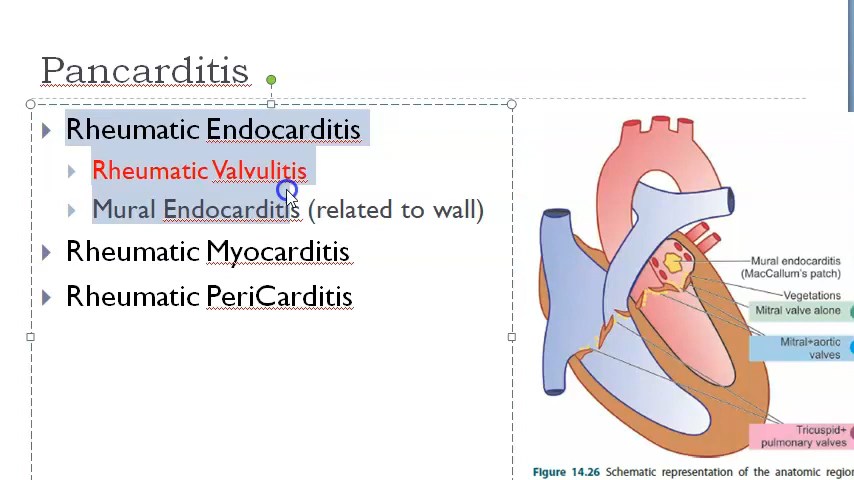 Pancarditis
Rheumatic Endocarditis
Rheumatic Valvulitis
Mural Endocarditis (related to wall)
Rheumatic Myocarditis
Rheumatic PeriCarditis
Mural endocarditis
(MacCallum's patch)
Vegetations
Mitral valve alone
Mitral+aortic
valves
Tricuspid+
pulmonary valves
Figure 14.26 Schematic representation of the anatomic